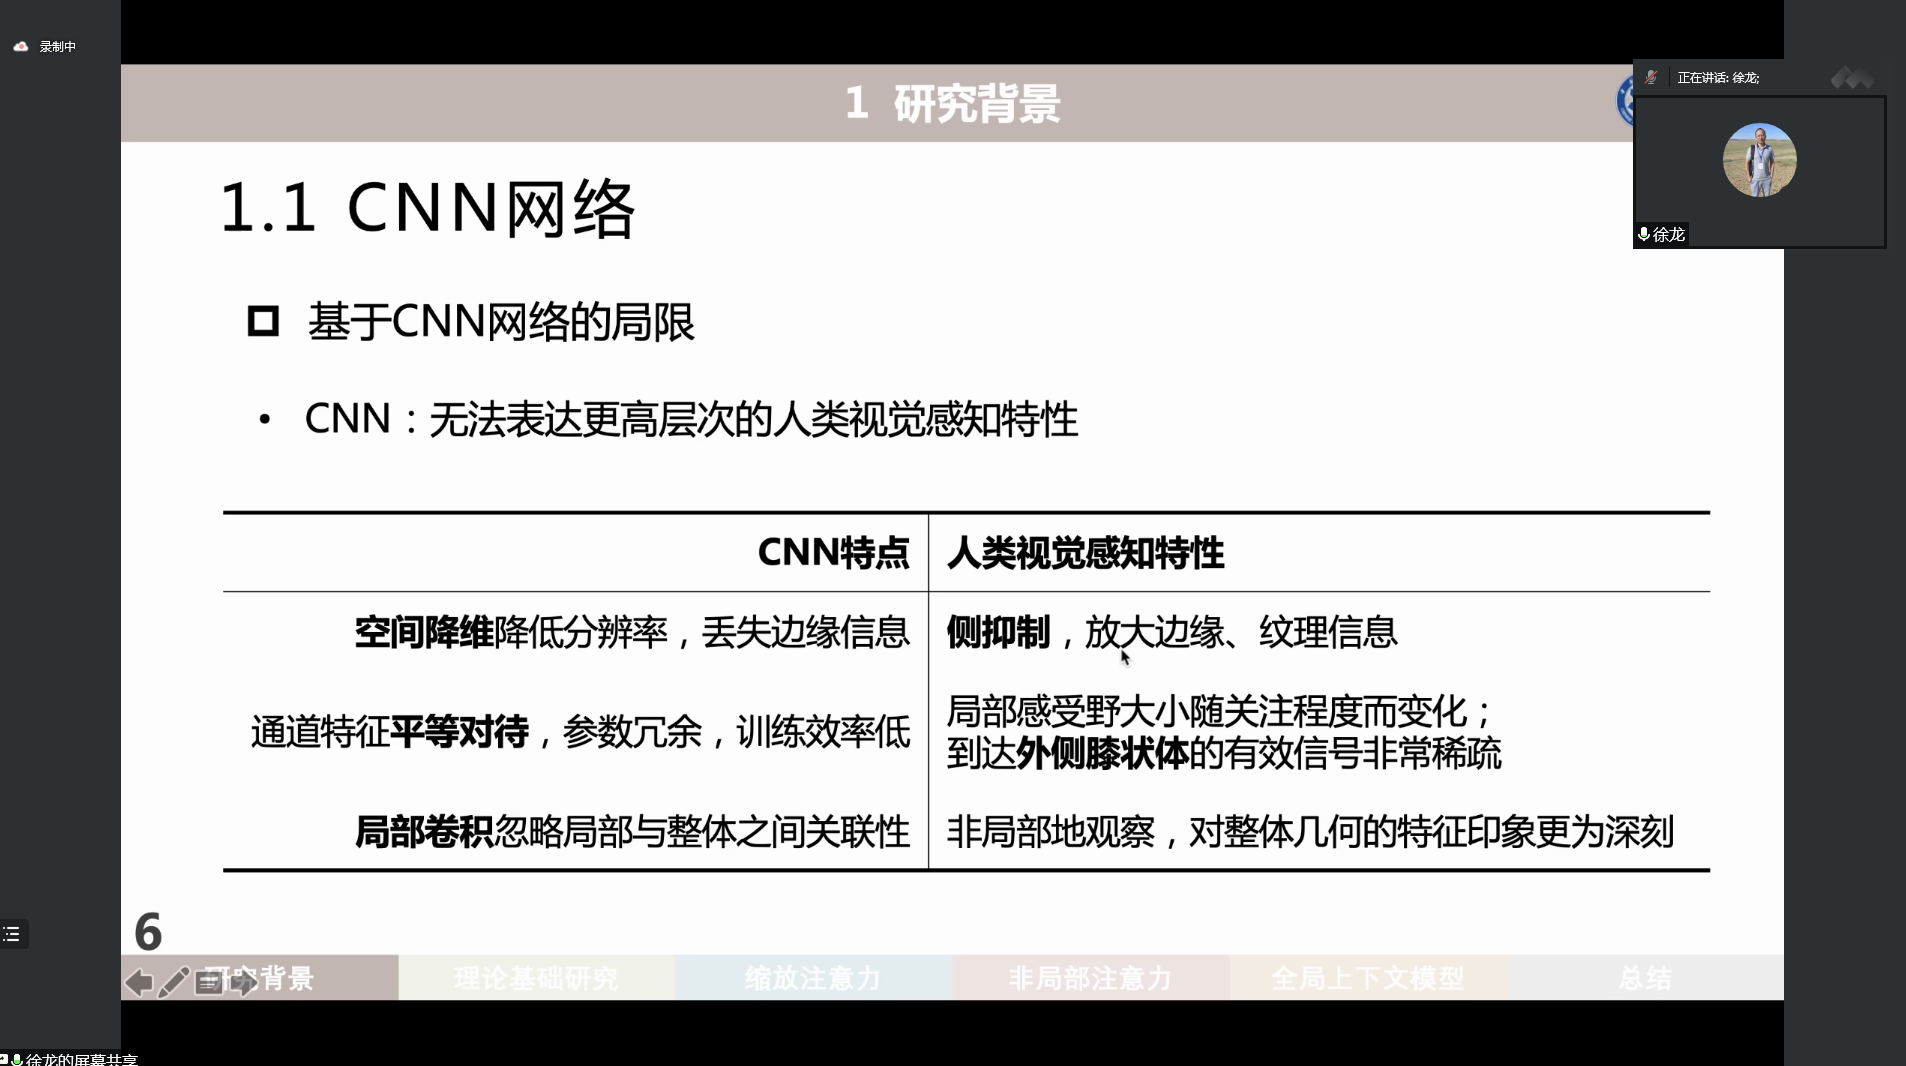 录制中
正在讲话: 徐龙;
徐龙
1 研究背景
1.1 CNN网络
基于CNN网络的局限
• CNN：无法表达更高层次的人类视觉感知特性
CNN特点 人类视觉感知特性
空间降维降低分辨率，丢失边缘信息 侧抑制，放大边缘、纹理信息
通道特征平等对待，参数冗余，训练效率低 局部感受野大小随关注程度而变化；
到达外侧膝状体的有效信号非常稀疏
局部卷积忽略局部与整体之间关联性 非局部地观察，对整体几何的特征印象更为深刻
6
研究背景 理论基础研究 缩放注意力 非局部注意力 全局上下文模型 总结
徐龙的屏幕共享